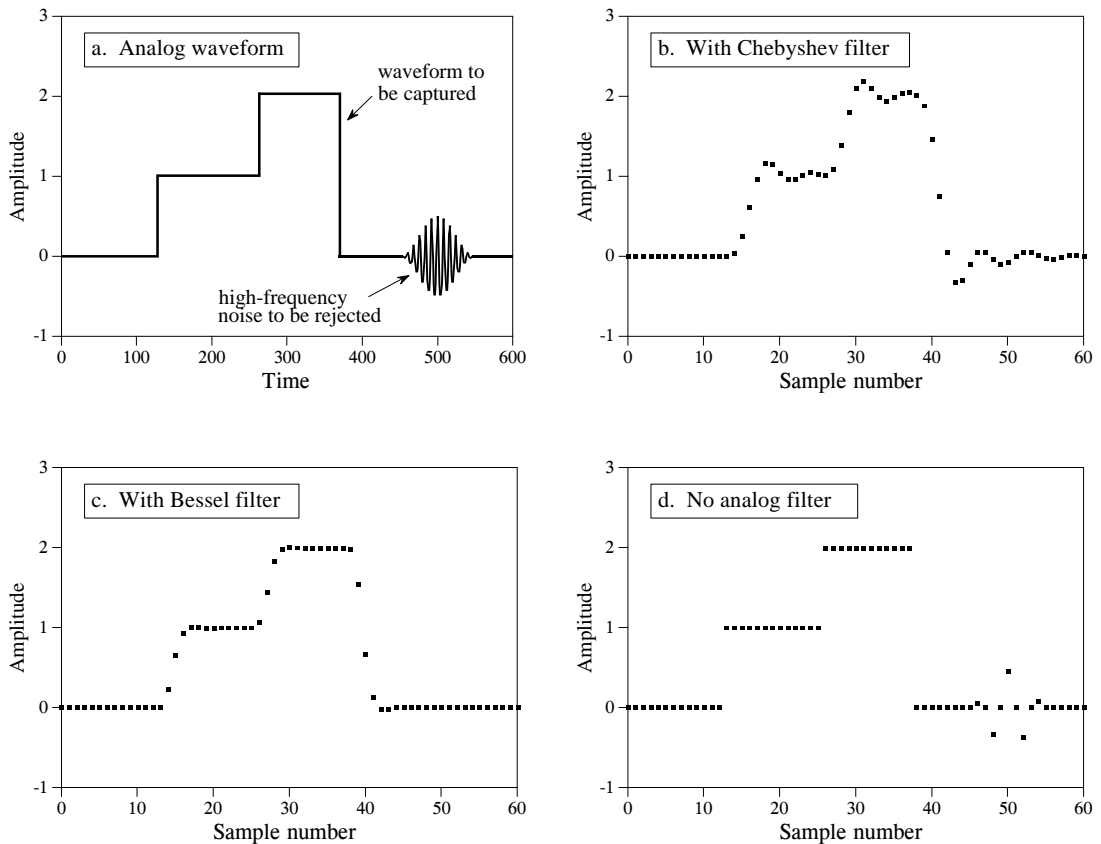 a. Analog waveform
3
2
1
0
-1
Amplitude
waveform to
be captured
high-frequency
noise to be rejected
0 100 200 300 400 500 600
Time
b. With Chebyshev filter
3
2
1
0
-1
Amplitude
0 10 20 30 40 50 60
Sample number
c. With Bessel filter
3
2
1
0
-1
Amplitude
0 10 20 30 40 50 60
Sample number
d. No analog filter
3
2
1
0
-1
Amplitude
0 10 20 30 40 50 60
Sample number